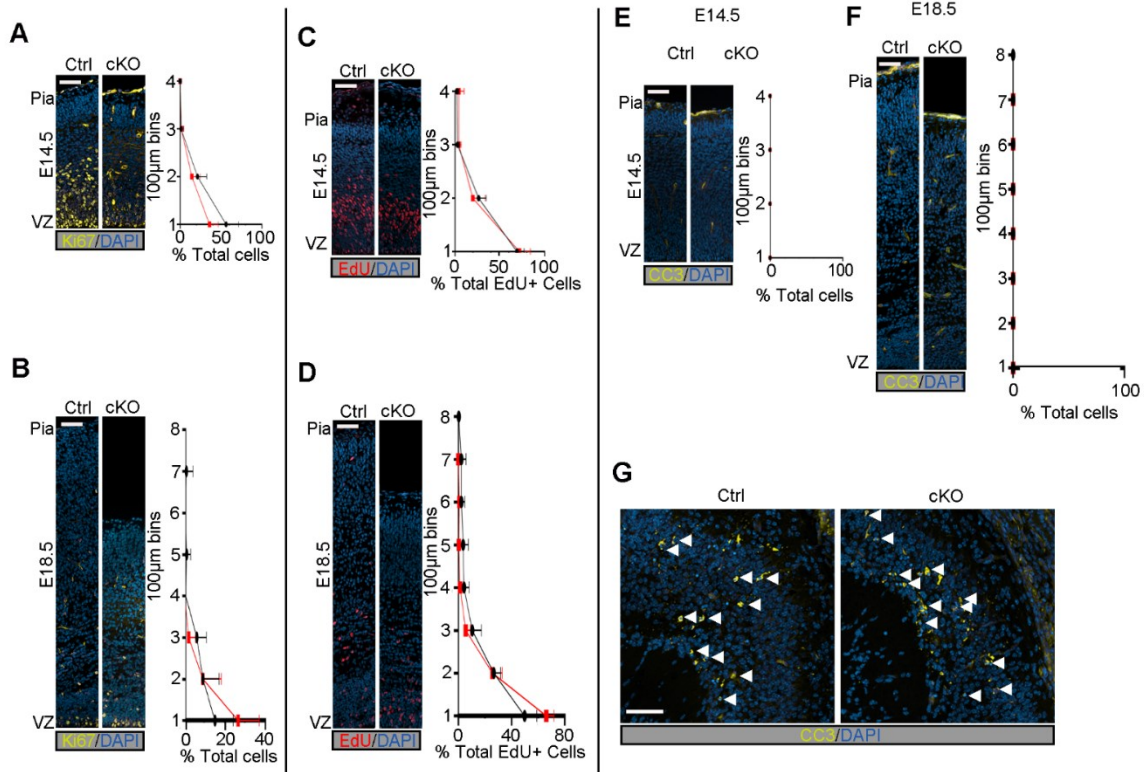 A
Ctrl cKO
Pia
E14.5
VZ
Ki67/DAPI
100µm bins
4
3
2
1
0 50 100
% Total cells
B
Ctrl cKO
Pia
E18.5
VZ
Ki67/DAPI
100µm bins
8
7
6
5
4
3
2
1
0 20 40
% Total cells
C
Ctrl cKO
Pia
E14.5
VZ
EdU/DAPI
100µm bins
4
3
2
1
0 50 100
% Total EdU+ Cells
D
Ctrl cKO
Pia
E18.5
VZ
EdU/DAPI
100µm bins
8
7
6
5
4
3
2
1
0 20 40 60 80
% Total EdU+ Cells
E
E14.5
Ctrl cKO
Pia
E14.5
VZ
CC3/DAPI
100µm bins
4
3
2
1
0 100
% Total cells
F
E18.5
Ctrl cKO
Pia
VZ
CC3/DAPI
100µm bins
8
7
6
5
4
3
2
1
0 100
% Total cells
G
Ctrl cKO
CC3/DAPI